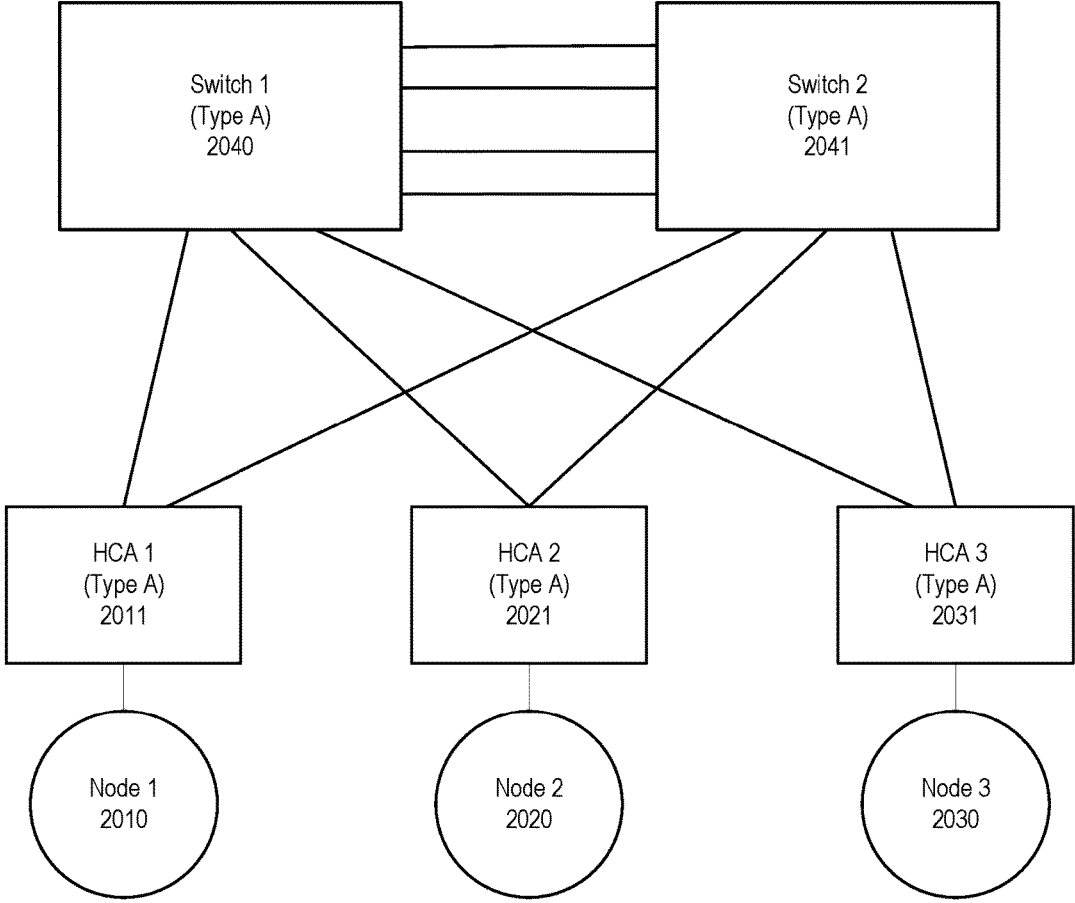 Switch 1
(Type A)
2040
Switch 2
(Type A)
2041
HCA 1
(Type A)
2011
HCA 2
(Type A)
2021
HCA 3
(Type A)
2031
Node 1
2010
Node 2
2020
Node 3
2030